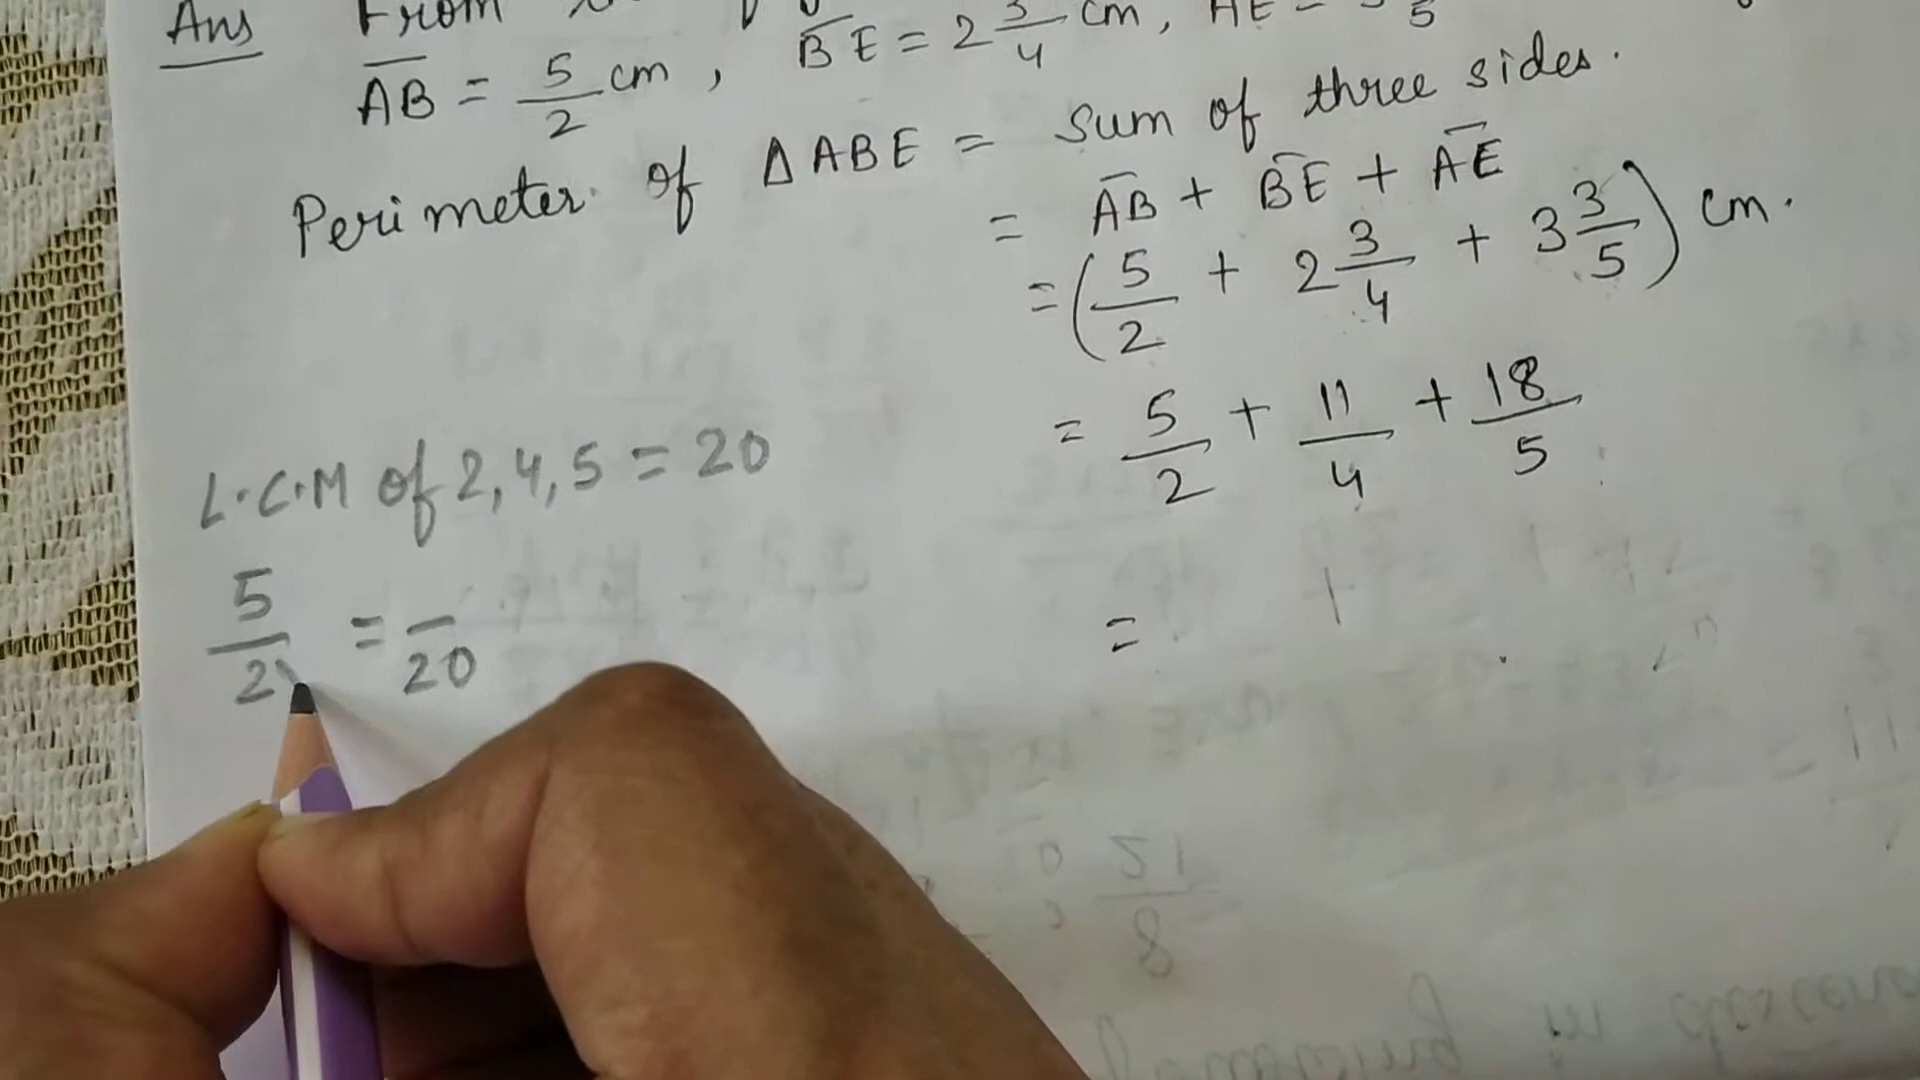 Ans From
AB = 5/2 cm, BE = 2 3/4 cm, AE = 3 /5
Perimeter of ΔABE = sum of three sides.
= AB + BE + AE
= (5/2 + 2 3/4 + 3 3/5) cm.
= 5/2 + 11/4 + 18/5
L.C.M of 2, 4, 5 = 20
5/2 = /20
=